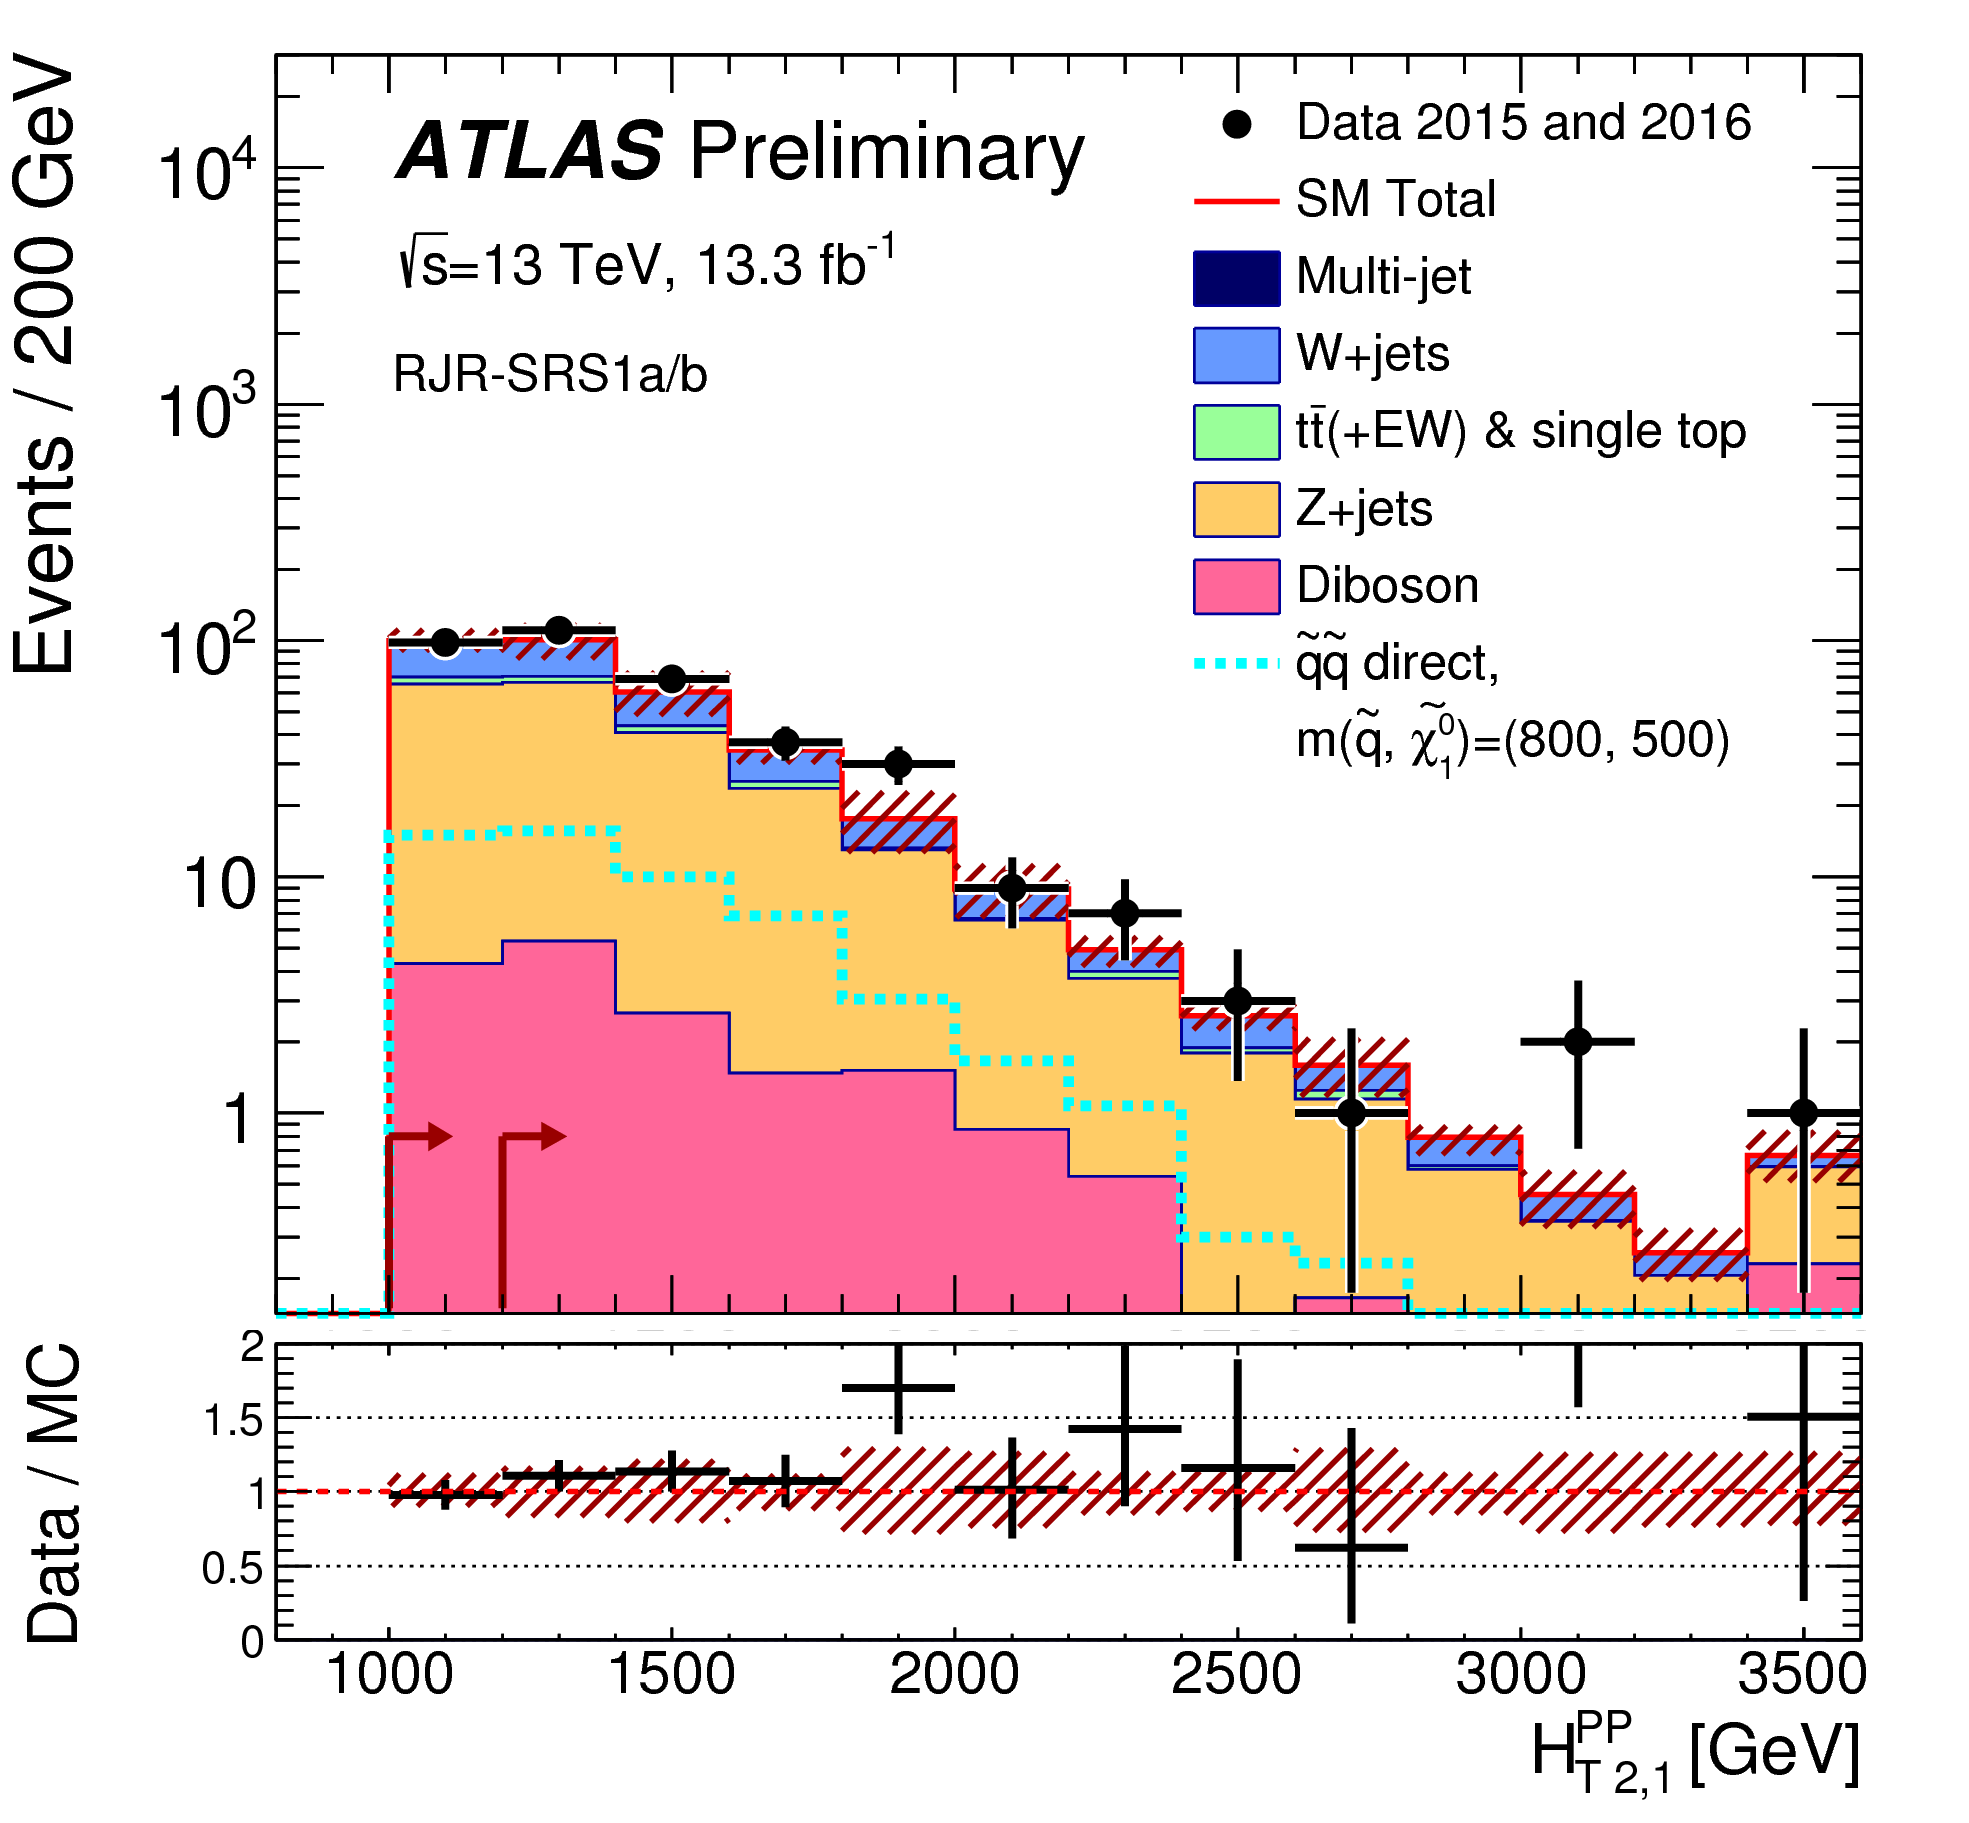 Events / 200 GeV
10⁴
10³
10²
10
1
ATLAS Preliminary
√s=13 TeV, 13.3 fb⁻¹
RJR-SRS1a/b
Data 2015 and 2016
SM Total
Multi-jet
W+jets
tt̄(+EW) & single top
Z+jets
Diboson
q̃q̃ direct,
m(q̃, χ̃⁰₁)=(800, 500)
Data / MC
2
1.5
1
0.5
0
1000 1500 2000 2500 3000 3500
H^PP_T 2,1 [GeV]